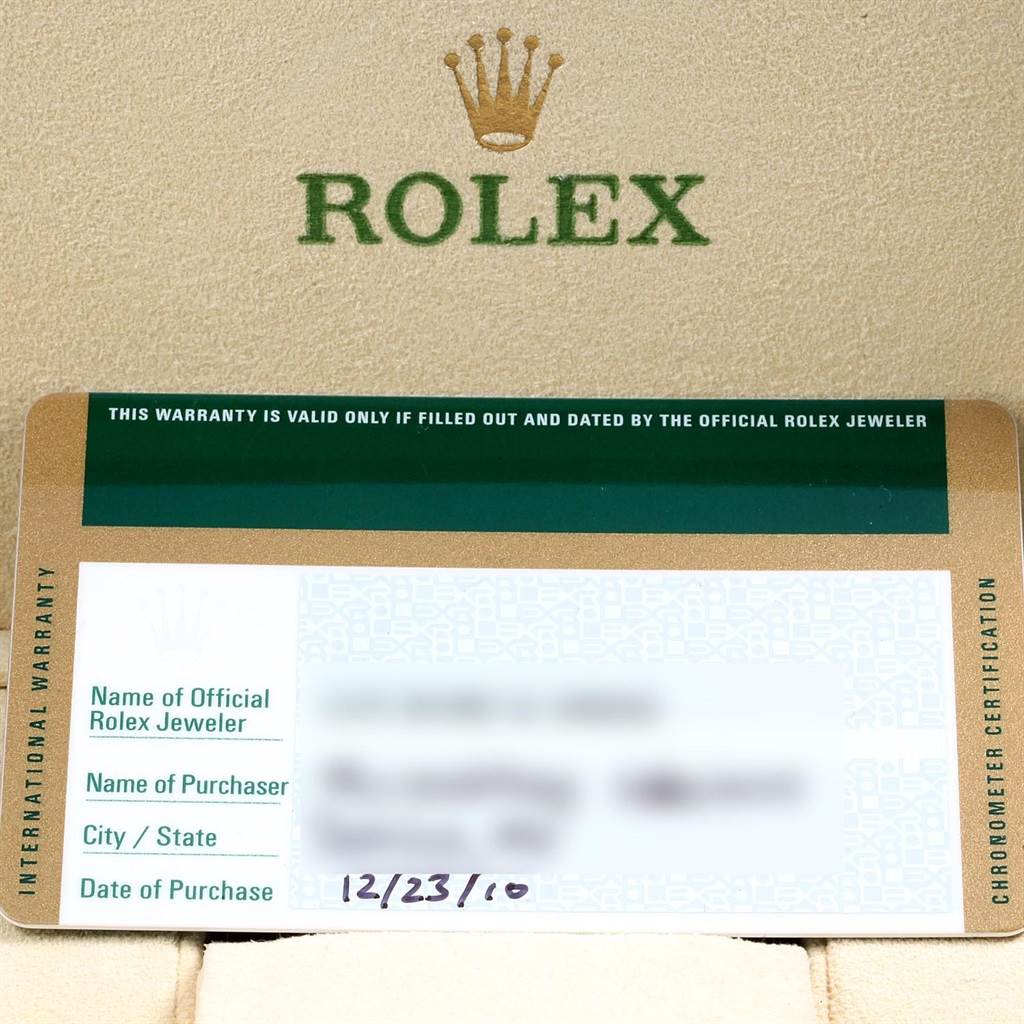 ROLEX
THIS WARRANTY IS VALID ONLY IF FILLED OUT AND DATED BY THE OFFICIAL ROLEX JEWELER
INTERNATIONAL WARRANTY
Name of Official
Rolex Jeweler
Name of Purchaser
City / State
Date of Purchase 12/23/10
CHRONOMETER CERTIFICATION